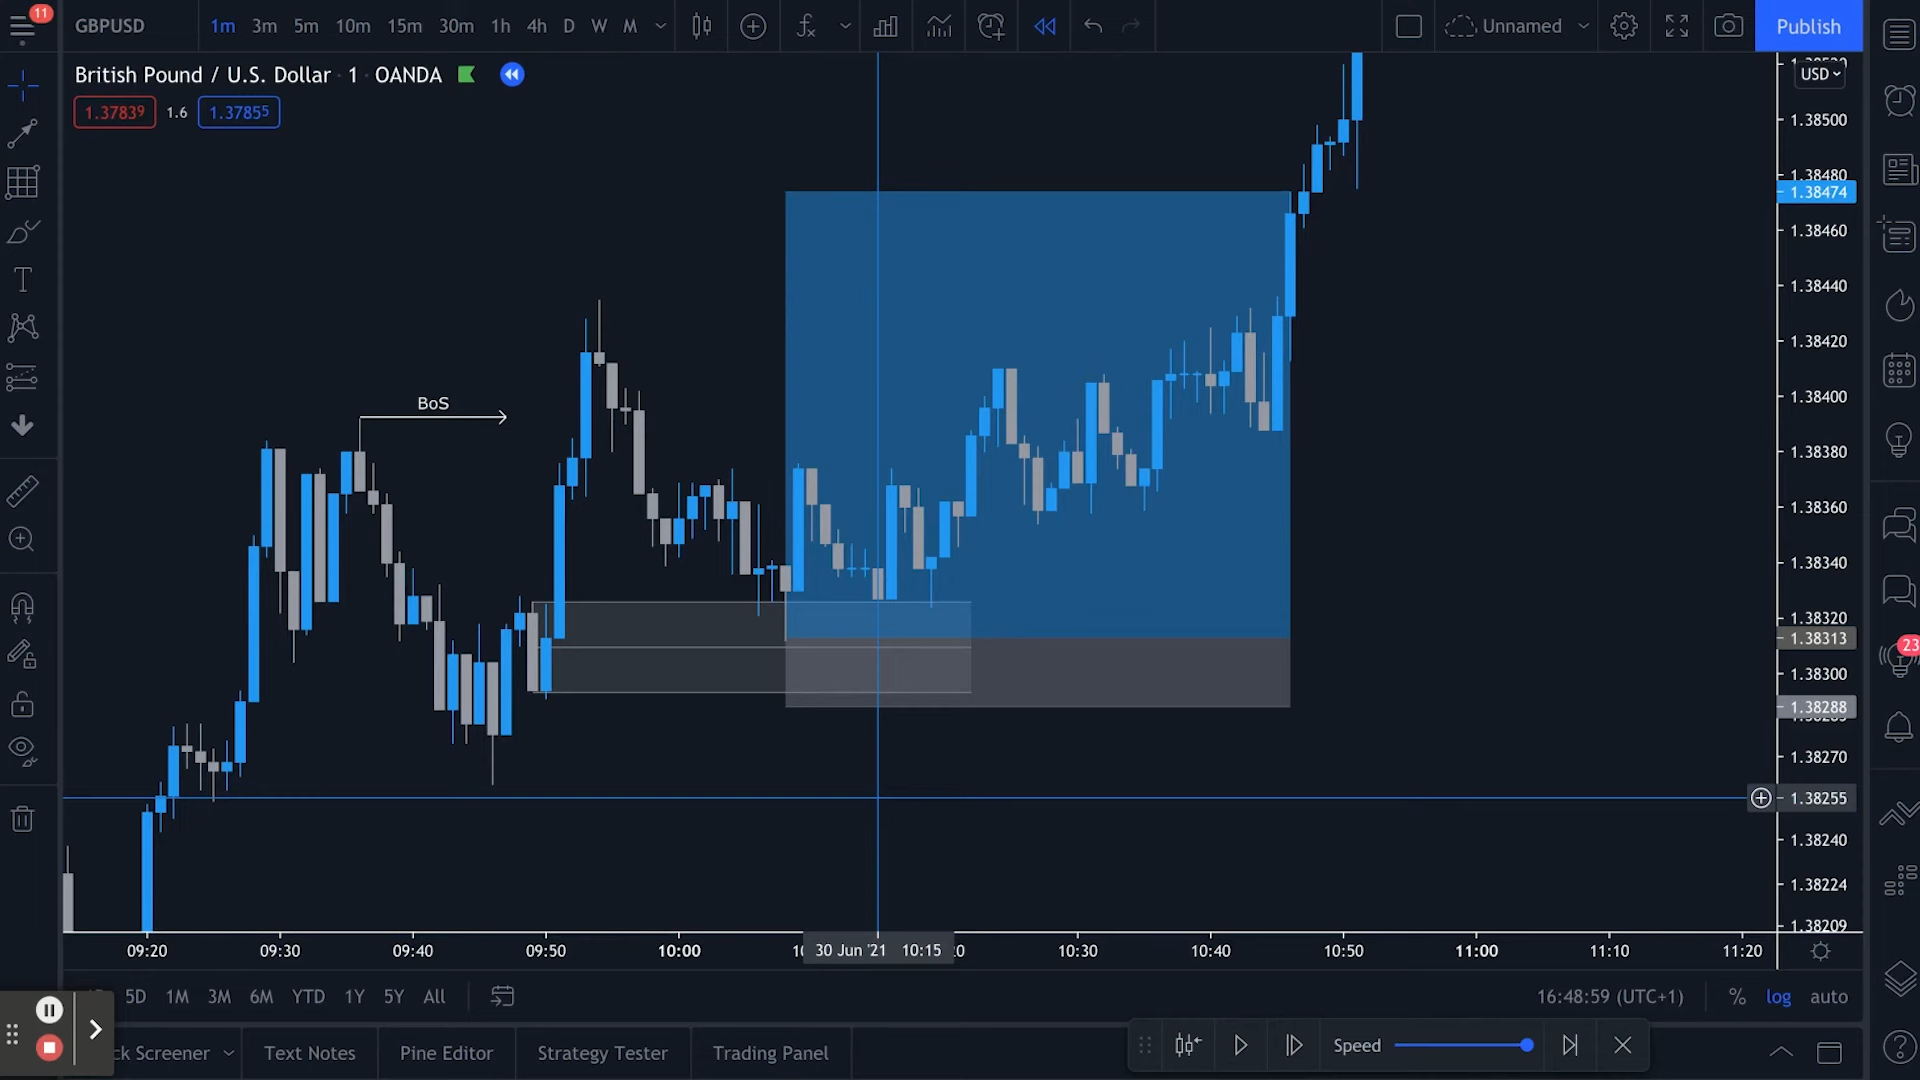 11
GBPUSD
1m 3m 5m 10m 15m 30m 1h 4h D W M
Unnamed
Publish
British Pound / U.S. Dollar · 1 · OANDA
USD
1.37839 1.6 1.37855
1.38500
1.38480
1.38474
1.38460
1.38440
1.38420
BoS
1.38400
1.38380
1.38360
1.38340
1.38320
1.38313
23
1.38300
1.38288
1.38270
1.38255
1.38240
1.38224
1.38209
09:20 09:30 09:40 09:50 10:00 30 Jun '21 10:15 10:30 10:40 10:50 11:00 11:10 11:20
5D 1M 3M 6M YTD 1Y 5Y All
16:48:59 (UTC+1) % log auto
ck Screener Text Notes Pine Editor Strategy Tester Trading Panel
Speed